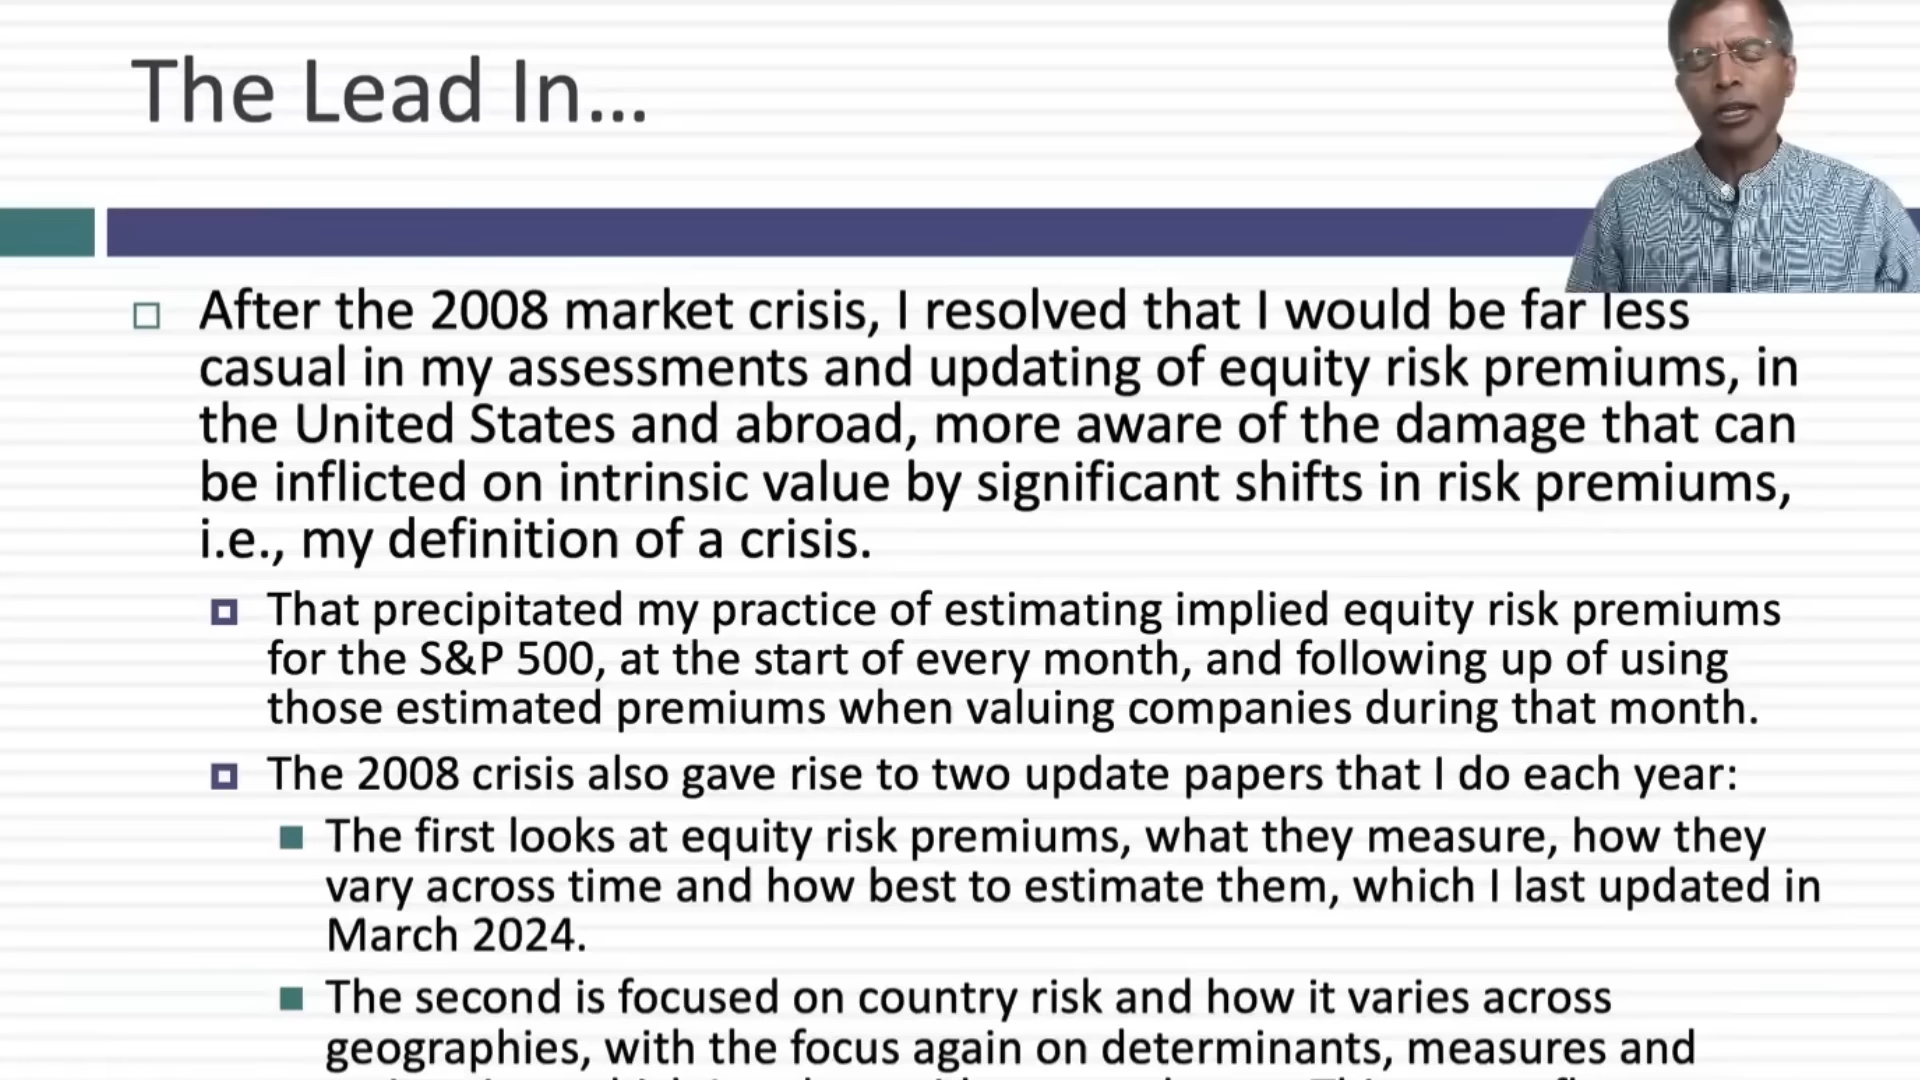 The Lead In...
After the 2008 market crisis, I resolved that I would be far less
casual in my assessments and updating of equity risk premiums, in
the United States and abroad, more aware of the damage that can
be inflicted on intrinsic value by significant shifts in risk premiums,
i.e., my definition of a crisis.
That precipitated my practice of estimating implied equity risk premiums
for the S&P 500, at the start of every month, and following up of using
those estimated premiums when valuing companies during that month.
The 2008 crisis also gave rise to two update papers that I do each year:
The first looks at equity risk premiums, what they measure, how they
vary across time and how best to estimate them, which I last updated in
March 2024.
The second is focused on country risk and how it varies across
geographies, with the focus again on determinants, measures and